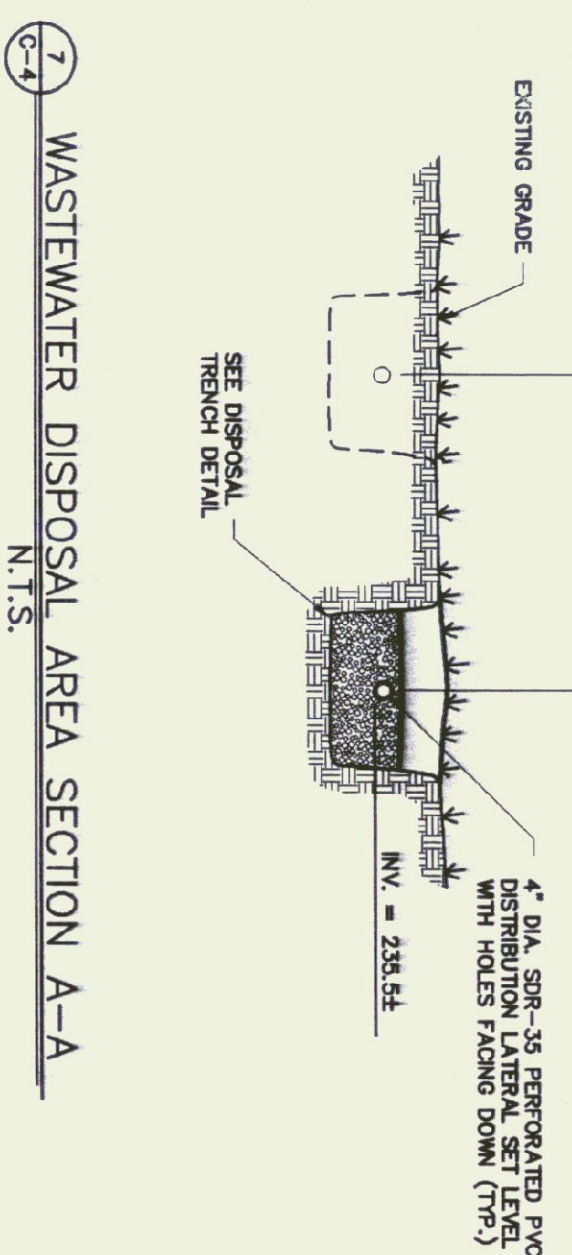 EXISTING GRADE
4" DIA. SDR-35 PERFORATED PVC
DISTRIBUTION LATERAL SET LEVEL
WITH HOLES FACING DOWN (TYP.)
INV. = 235.5±
SEE DISPOSAL
TRENCH DETAIL
7
C-4
WASTEWATER DISPOSAL AREA SECTION A-A
N.T.S.